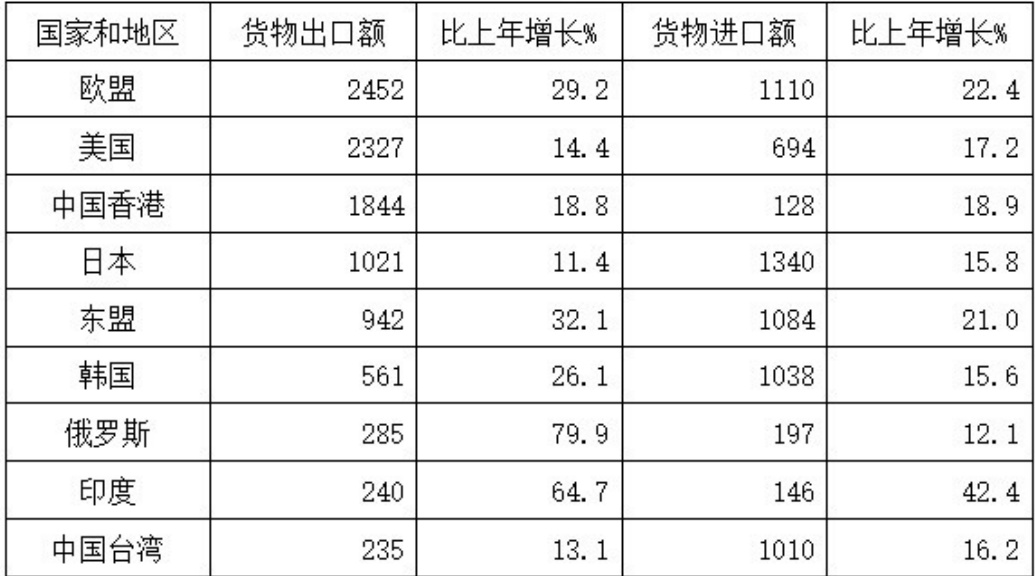 国家和地区 货物出口额 比上年增长% 货物进口额 比上年增长%
欧盟 2452 29.2 1110 22.4
美国 2327 14.4 694 17.2
中国香港 1844 18.8 128 18.9
日本 1021 11.4 1340 15.8
东盟 942 32.1 1084 21.0
韩国 561 26.1 1038 15.6
俄罗斯 285 79.9 197 12.1
印度 240 64.7 146 42.4
中国台湾 235 13.1 1010 16.2